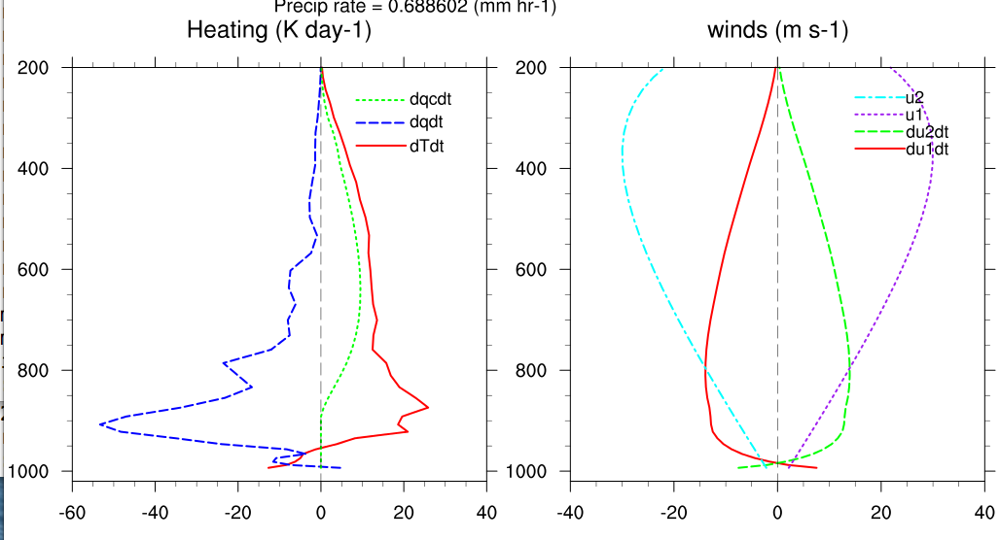 Precip rate = 0.688602 (mm hr-1)
Heating (K day-1)
winds (m s-1)
200
400
600
800
1000
-60 -40 -20 0 20 40
dqcdt
dqdt
dTdt
200
400
600
800
1000
-40 -20 0 20 40
u2
u1
du2dt
du1dt